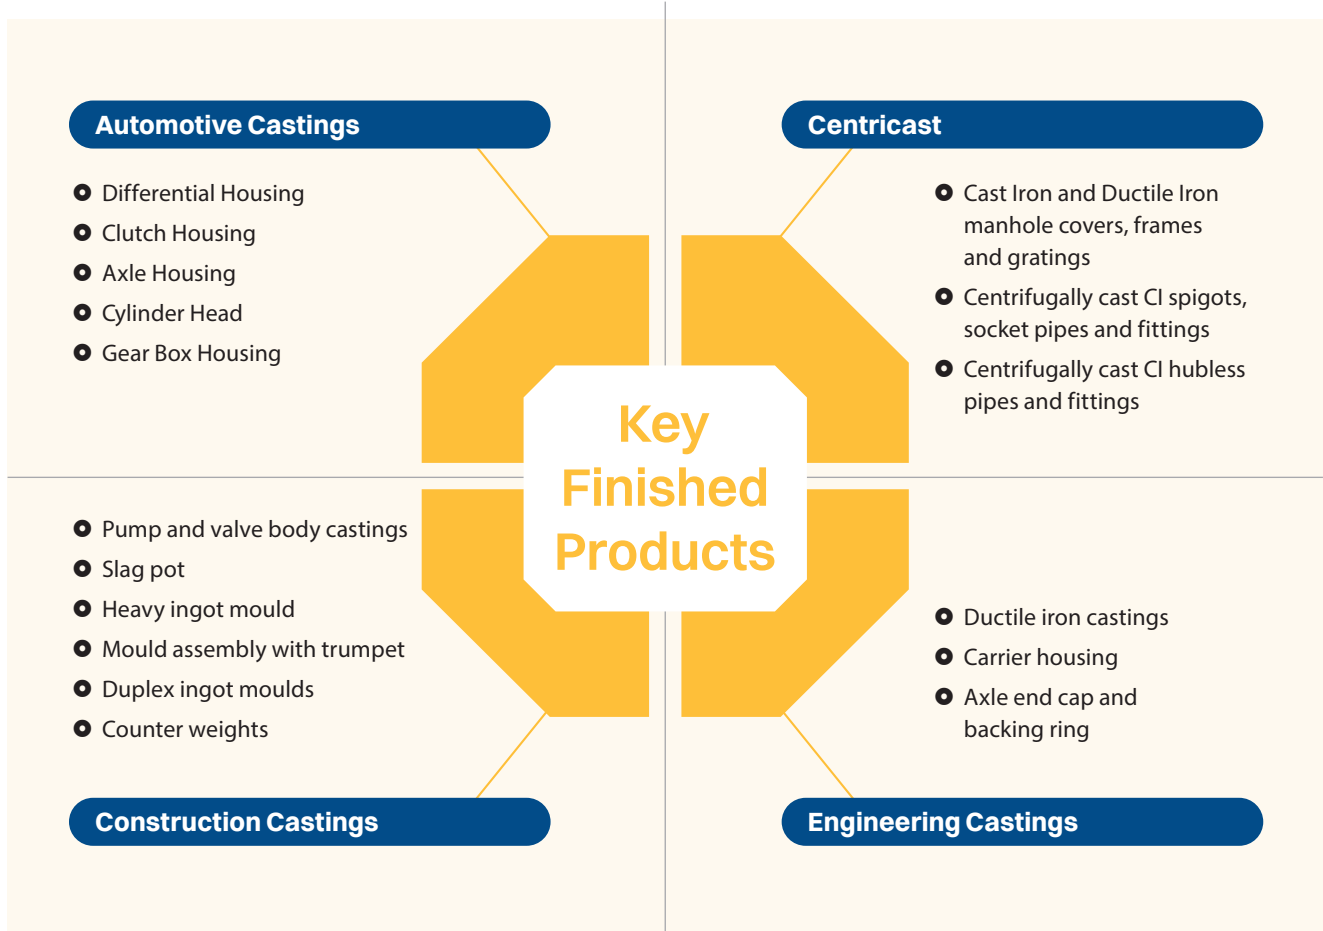 Automotive Castings
Differential Housing
Clutch Housing
Axle Housing
Cylinder Head
Gear Box Housing
Centricast
Cast Iron and Ductile Iron
manhole covers, frames
and gratings
Centrifugally cast CI spigots,
socket pipes and fittings
Centrifugally cast CI hubless
pipes and fittings
Key
Finished
Products
Pump and valve body castings
Slag pot
Heavy ingot mould
Mould assembly with trumpet
Duplex ingot moulds
Counter weights
Construction Castings
Ductile iron castings
Carrier housing
Axle end cap and
backing ring
Engineering Castings